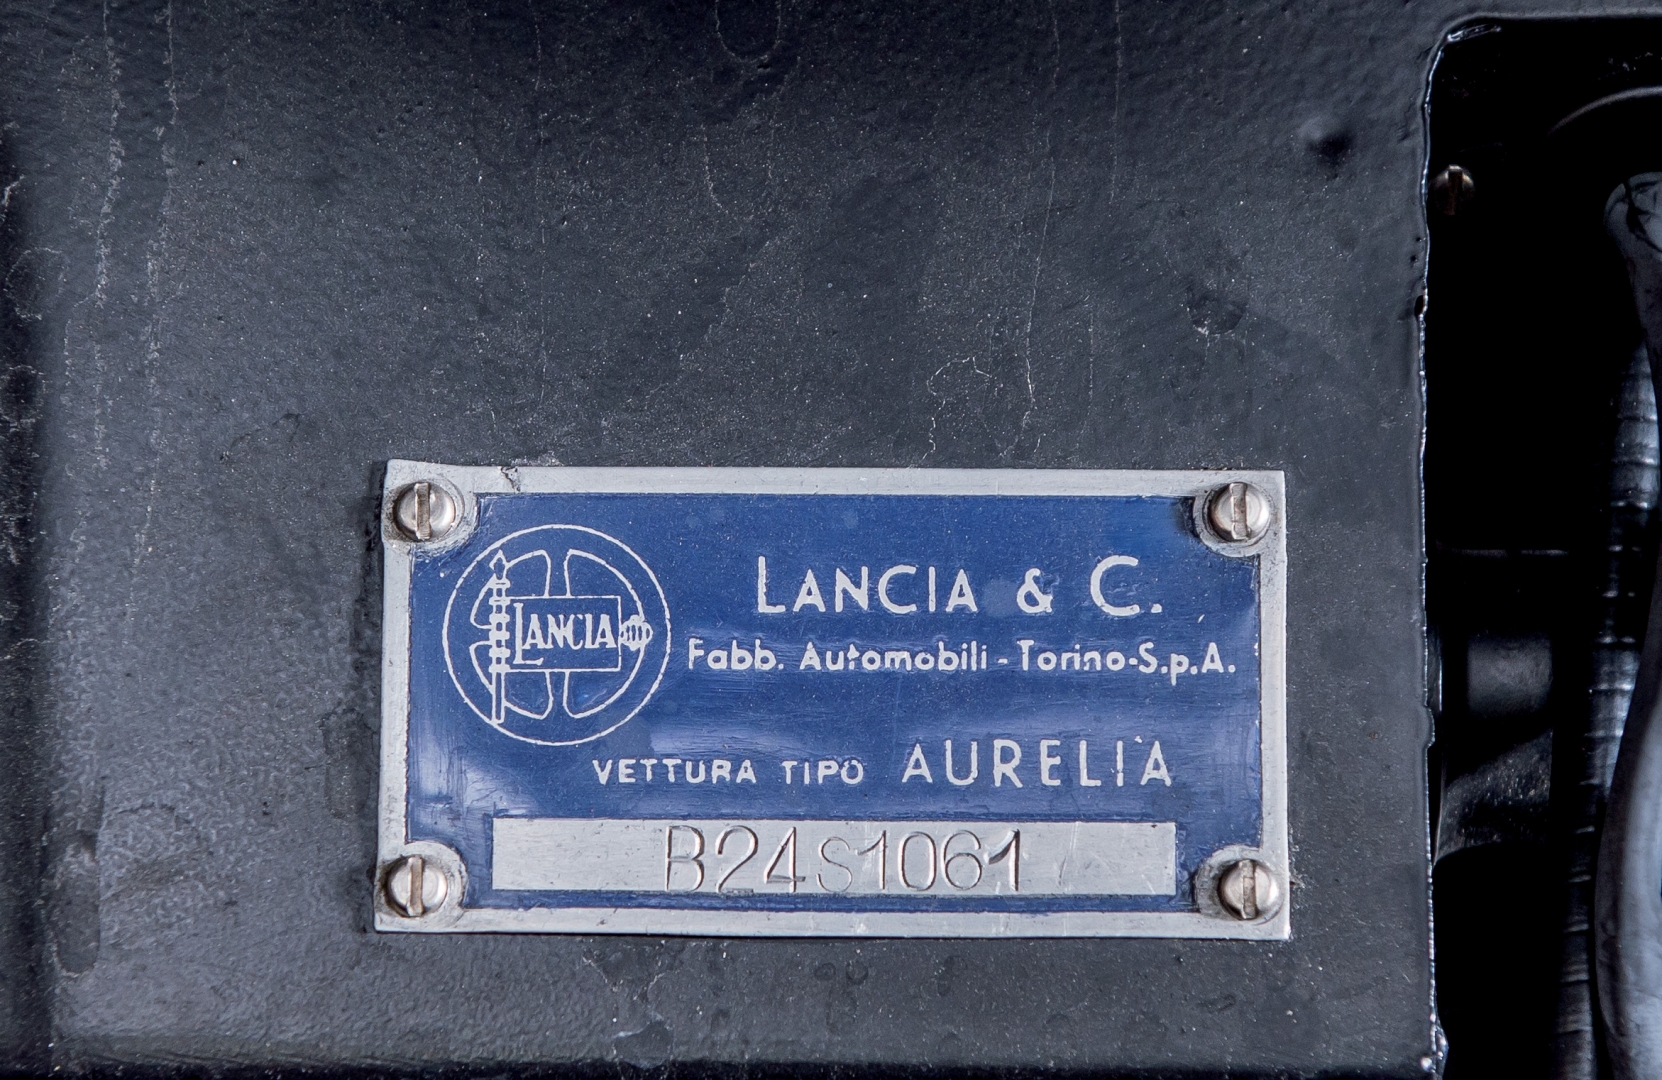 LANCIA
LANCIA & C.
Fabb. Automobili - Torino - S.p.A.
VETTURA TIPO AURELIA
B24S1061